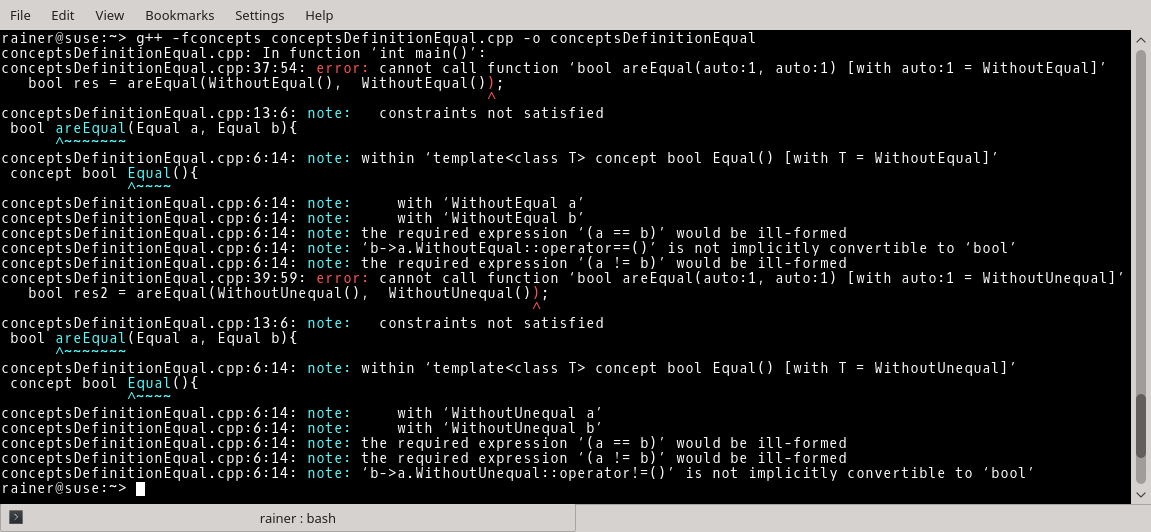 File Edit View Bookmarks Settings Help
rainer@suse:~> g++ -fconcepts conceptsDefinitionEqual.cpp -o conceptsDefinitionEqual
conceptsDefinitionEqual.cpp: In function ‘int main()’:
conceptsDefinitionEqual.cpp:37:54: error: cannot call function ‘bool areEqual(auto:1, auto:1) [with auto:1 = WithoutEqual]’
   bool res = areEqual(WithoutEqual(),  WithoutEqual());
                                                      ^
conceptsDefinitionEqual.cpp:13:6: note:   constraints not satisfied
 bool areEqual(Equal a, Equal b){
      ^~~~~~~~
conceptsDefinitionEqual.cpp:6:14: note: within ‘template<class T> concept bool Equal() [with T = WithoutEqual]’
 concept bool Equal(){
              ^~~~~
conceptsDefinitionEqual.cpp:6:14: note:     with ‘WithoutEqual a’
conceptsDefinitionEqual.cpp:6:14: note:     with ‘WithoutEqual b’
conceptsDefinitionEqual.cpp:6:14: note: the required expression ‘(a == b)’ would be ill-formed
conceptsDefinitionEqual.cpp:6:14: note: ‘b->a.WithoutEqual::operator==()’ is not implicitly convertible to ‘bool’
conceptsDefinitionEqual.cpp:6:14: note: the required expression ‘(a != b)’ would be ill-formed
conceptsDefinitionEqual.cpp:39:59: error: cannot call function ‘bool areEqual(auto:1, auto:1) [with auto:1 = WithoutUnequal]’
   bool res2 = areEqual(WithoutUnequal(),  WithoutUnequal());
                                                           ^
conceptsDefinitionEqual.cpp:13:6: note:   constraints not satisfied
 bool areEqual(Equal a, Equal b){
      ^~~~~~~~
conceptsDefinitionEqual.cpp:6:14: note: within ‘template<class T> concept bool Equal() [with T = WithoutUnequal]’
 concept bool Equal(){
              ^~~~~
conceptsDefinitionEqual.cpp:6:14: note:     with ‘WithoutUnequal a’
conceptsDefinitionEqual.cpp:6:14: note:     with ‘WithoutUnequal b’
conceptsDefinitionEqual.cpp:6:14: note: the required expression ‘(a == b)’ would be ill-formed
conceptsDefinitionEqual.cpp:6:14: note: the required expression ‘(a != b)’ would be ill-formed
conceptsDefinitionEqual.cpp:6:14: note: ‘b->a.WithoutUnequal::operator!=()’ is not implicitly convertible to ‘bool’
rainer@suse:~>
rainer : bash